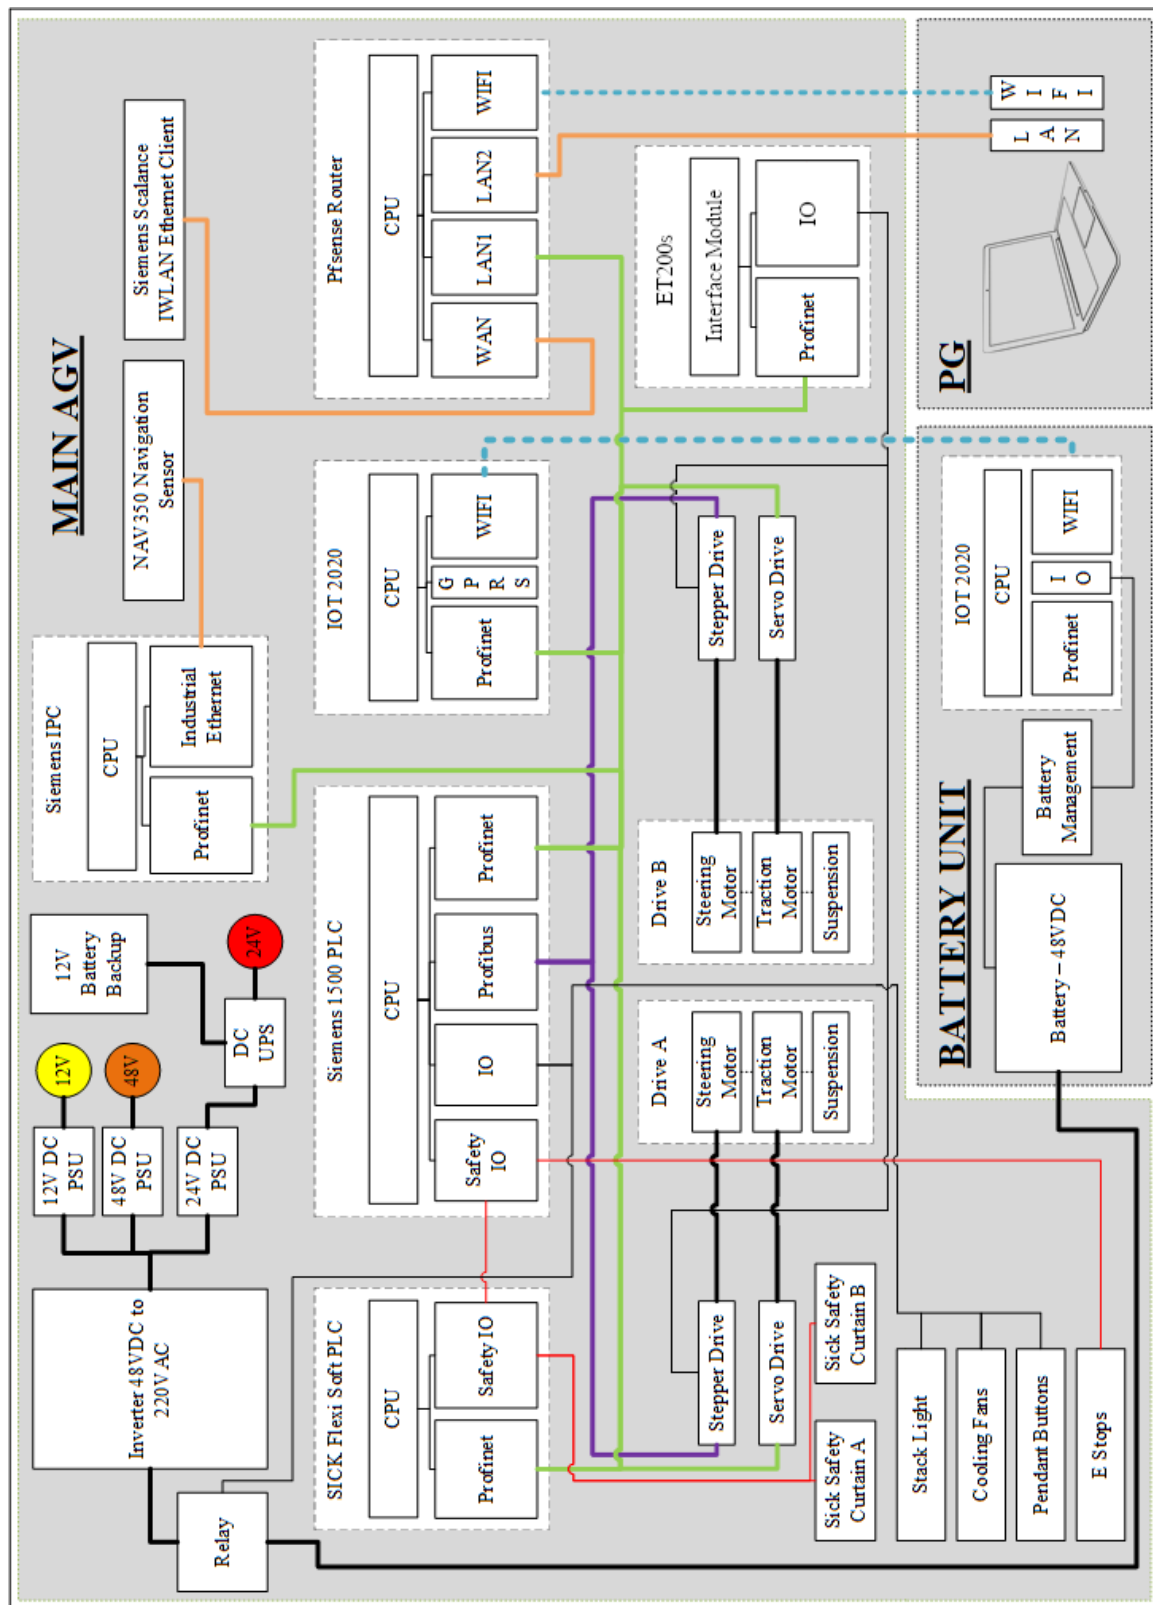 MAIN AGV
Inverter 48VDC to
220VAC
Relay
12V DC
PSU
48V DC
PSU
24V DC
PSU
12V
48V
DC
UPS
24V
12V
Battery
Backup
Siemens IPC
CPU
Profinet
Industrial
Ethernet
NAV350 Navigation
Sensor
Siemens Scalance
IWLAN Ethernet Client
SICK Flexi Soft PLC
CPU
Profinet
Safety IO
Siemens 1500 PLC
CPU
Safety
IO
IO
Profibus
Profinet
IOT 2020
CPU
Profinet
G
P
R
S
WIFI
Pfsense Router
CPU
WAN
LAN1
LAN2
WIFI
Stepper Drive
Servo Drive
Drive A
Steering
Motor
Traction
Motor
Suspension
Drive B
Steering
Motor
Traction
Motor
Suspension
Stepper Drive
Servo Drive
ET200s
Interface Module
Profinet
IO
Sick Safety
Curtain A
Sick Safety
Curtain B
Stack Light
Cooling Fans
Pendant Buttons
E Stops
BATTERY UNIT
Battery – 48VDC
Battery
Management
IOT 2020
CPU
Profinet
I
O
WIFI
PG
L
A
N
W
I
F
I